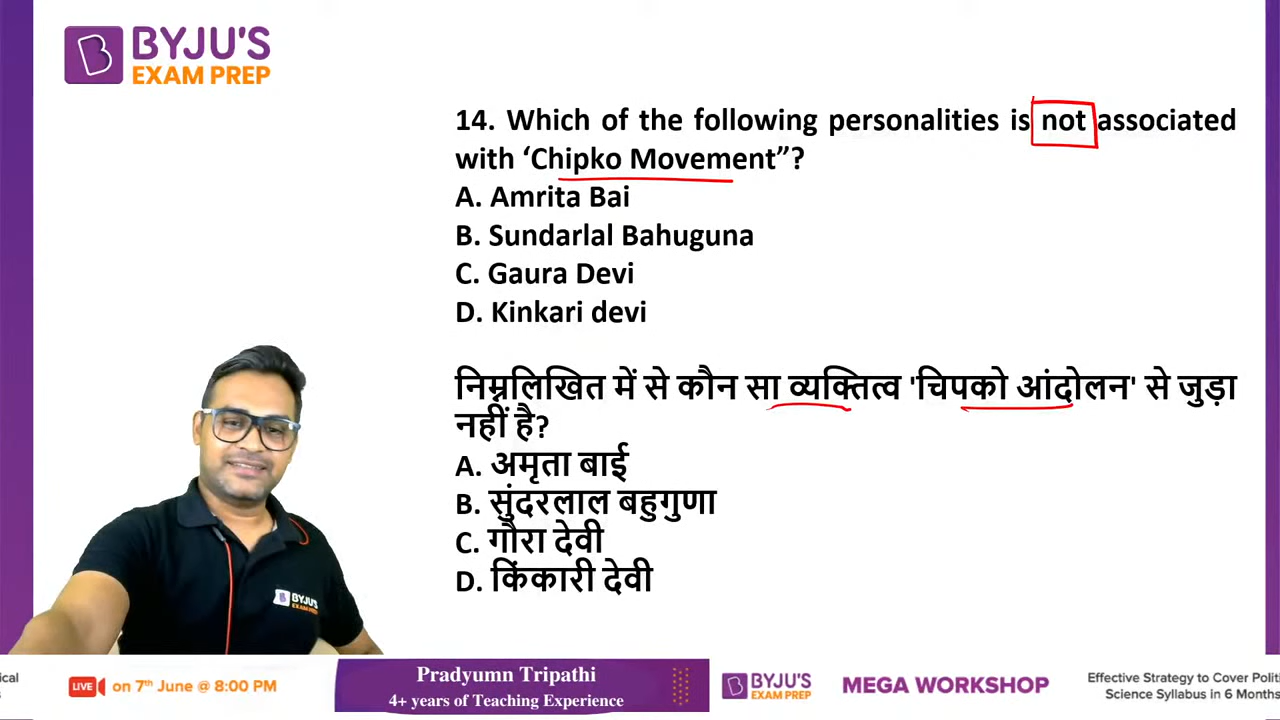 BYJU'S
EXAM PREP
14. Which of the following personalities is not associated
with ‘Chipko Movement”?
A. Amrita Bai
B. Sundarlal Bahuguna
C. Gaura Devi
D. Kinkari devi
निम्नलिखित में से कौन सा व्यक्तित्व 'चिपको आंदोलन' से जुड़ा
नहीं है?
A. अमृता बाई
B. सुंदरलाल बहुगुणा
C. गौरा देवी
D. किंकारी देवी
BYJU'S
EXAM PREP
LIVE on 7th June @ 8:00 PM
Pradyumn Tripathi
4+ years of Teaching Experience
BYJU'S
EXAM PREP
MEGA WORKSHOP
Effective Strategy to Cover Politi
Science Syllabus in 6 Months